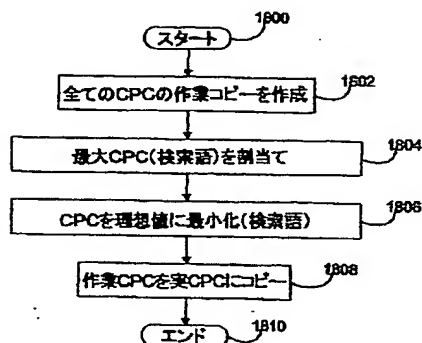 スタート
1800
全てのCPCの作業コピーを作成
1802
最大CPC(検索語)を割当て
1804
CPCを理想値に最小化(検索語)
1806
作業CPCを実CPCにコピー
1808
エンド
1810